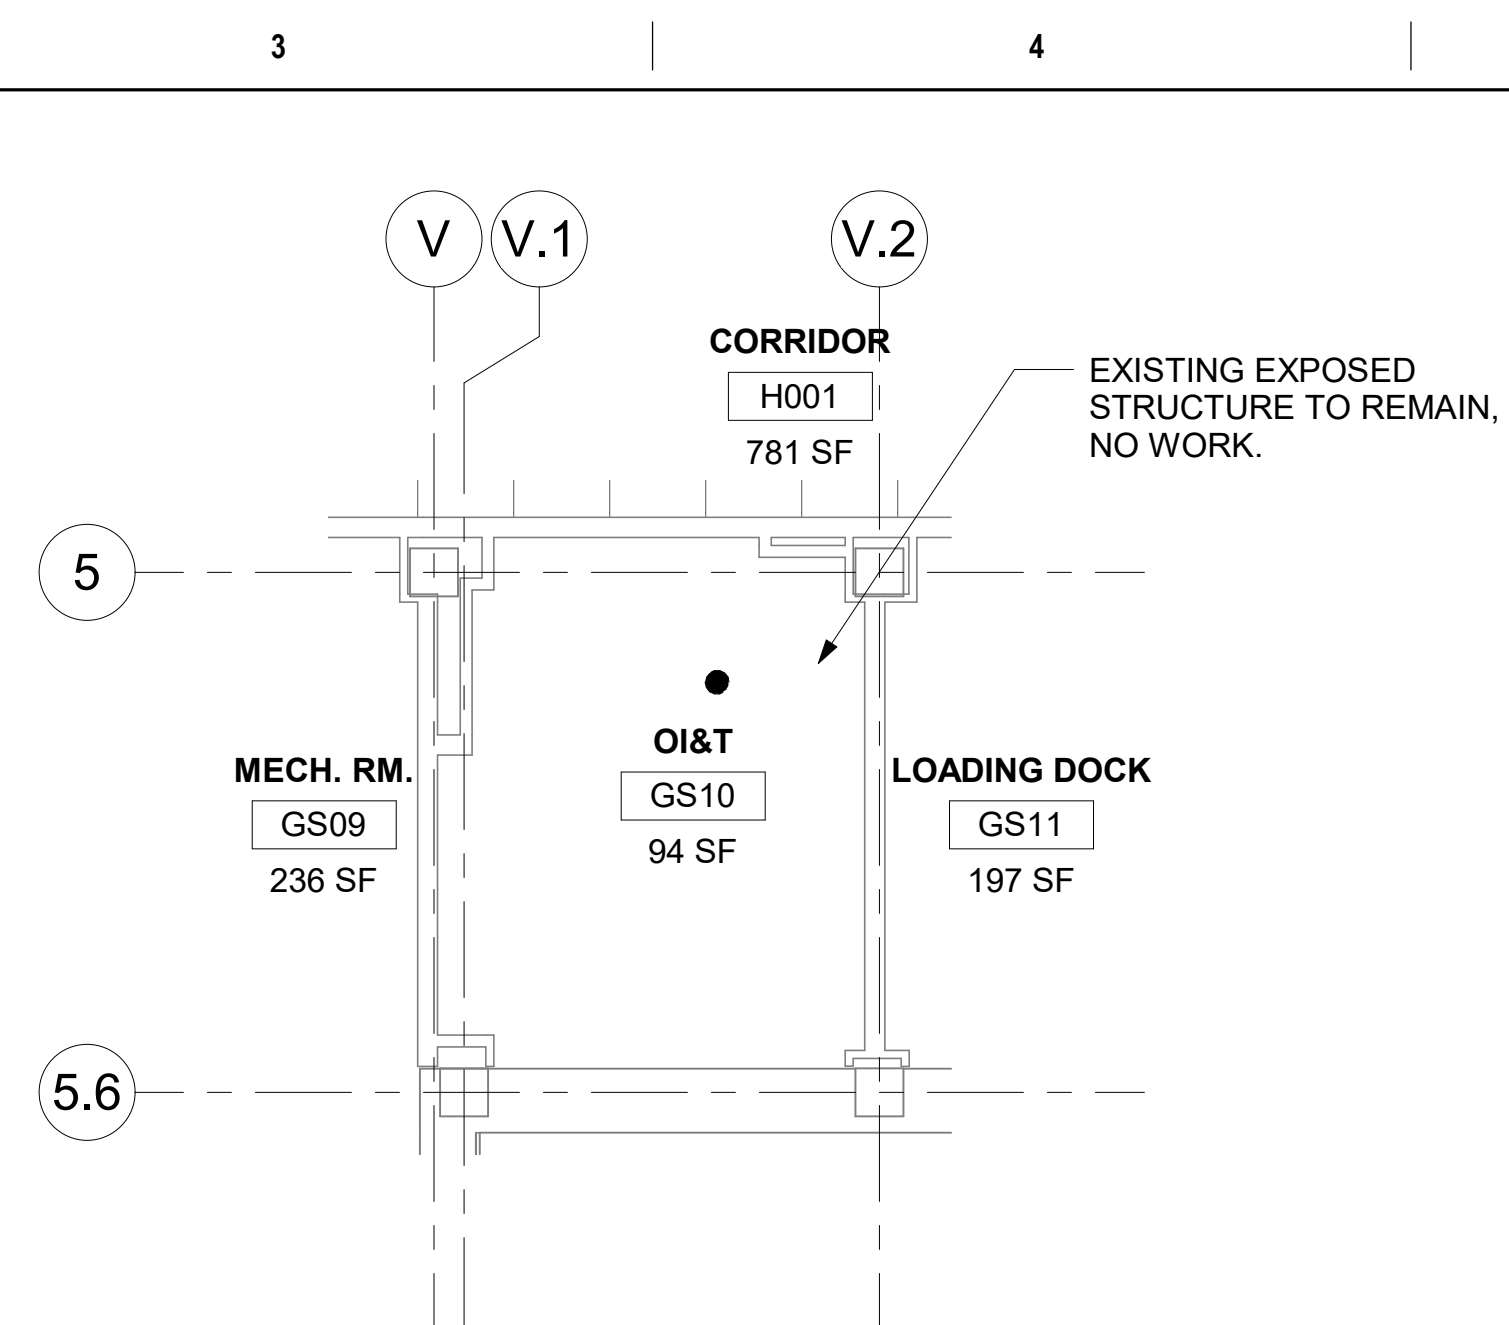 3
4
V
V.1
V.2
CORRIDOR
H001
781 SF
EXISTING EXPOSED
STRUCTURE TO REMAIN,
NO WORK.
5
OI&T
GS10
94 SF
MECH. RM.
GS09
236 SF
LOADING DOCK
GS11
197 SF
5.6